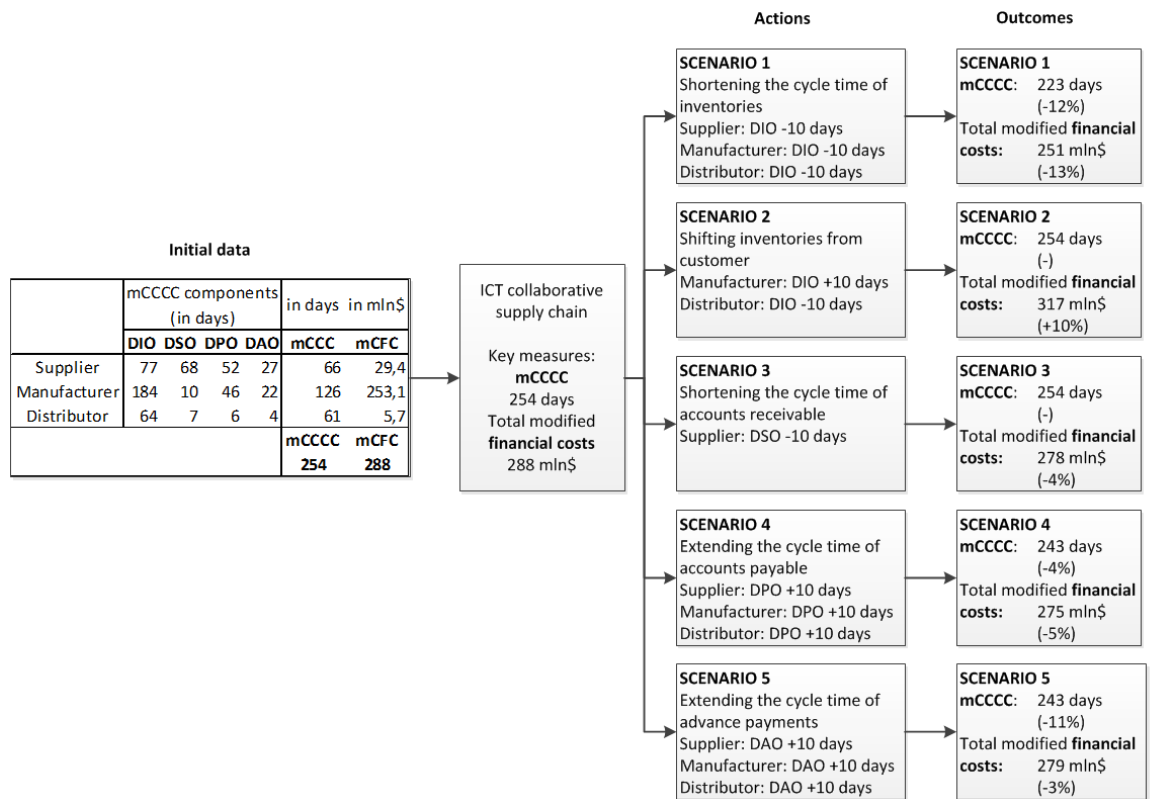 Actions
Outcomes
SCENARIO 1
Shortening the cycle time of
inventories
Supplier: DIO -10 days
Manufacturer: DIO -10 days
Distributor: DIO -10 days
SCENARIO 1
mCCCC: 223 days
(-12%)
Total modified financial
costs: 251 mln$
(-13%)
SCENARIO 2
Shifting inventories from
customer
Manufacturer: DIO +10 days
Distributor: DIO -10 days
SCENARIO 2
mCCCC: 254 days
(-)
Total modified financial
costs: 317 mln$
(+10%)
Initial data
mCCCC components
(in days)
in days in mln$
DIO DSO DPO DAO mCCC mCFC
Supplier 77 68 52 27 66 29,4
Manufacturer 184 10 46 22 126 253,1
Distributor 64 7 6 4 61 5,7
mCCCC mCFC
254 288
ICT collaborative
supply chain
Key measures:
mCCCC
254 days
Total modified
financial costs
288 mln$
SCENARIO 3
Shortening the cycle time of
accounts receivable
Supplier: DSO -10 days
SCENARIO 3
mCCCC: 254 days
(-)
Total modified financial
costs: 278 mln$
(-4%)
SCENARIO 4
Extending the cycle time of
accounts payable
Supplier: DPO +10 days
Manufacturer: DPO +10 days
Distributor: DPO +10 days
SCENARIO 4
mCCCC: 243 days
(-4%)
Total modified financial
costs: 275 mln$
(-5%)
SCENARIO 5
Extending the cycle time of
advance payments
Supplier: DAO +10 days
Manufacturer: DAO +10 days
Distributor: DAO +10 days
SCENARIO 5
mCCCC: 243 days
(-11%)
Total modified financial
costs: 279 mln$
(-3%)